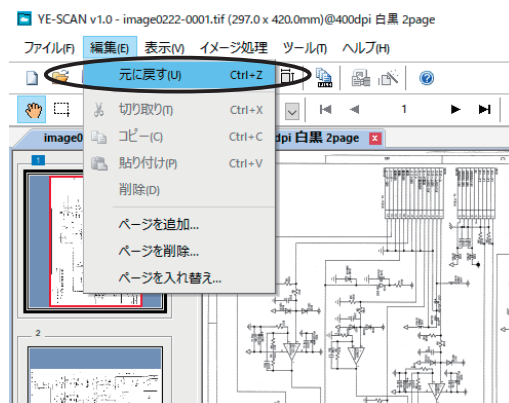 YE-SCAN v1.0 - image0222-0001.tif (297.0 x 420.0mm)@400dpi 白黒 2page
ファイル(F) 編集(E) 表示(V) イメージ処理 ツール(T) ヘルプ(H)
元に戻す(U) Ctrl+Z
切り取り(T) Ctrl+X
1
コピー(C) Ctrl+C
image0 dpi 白黒 2page
貼り付け(P) Ctrl+V
1
削除(D)
ページを追加...
ページを削除...
ページを入れ替え...
2